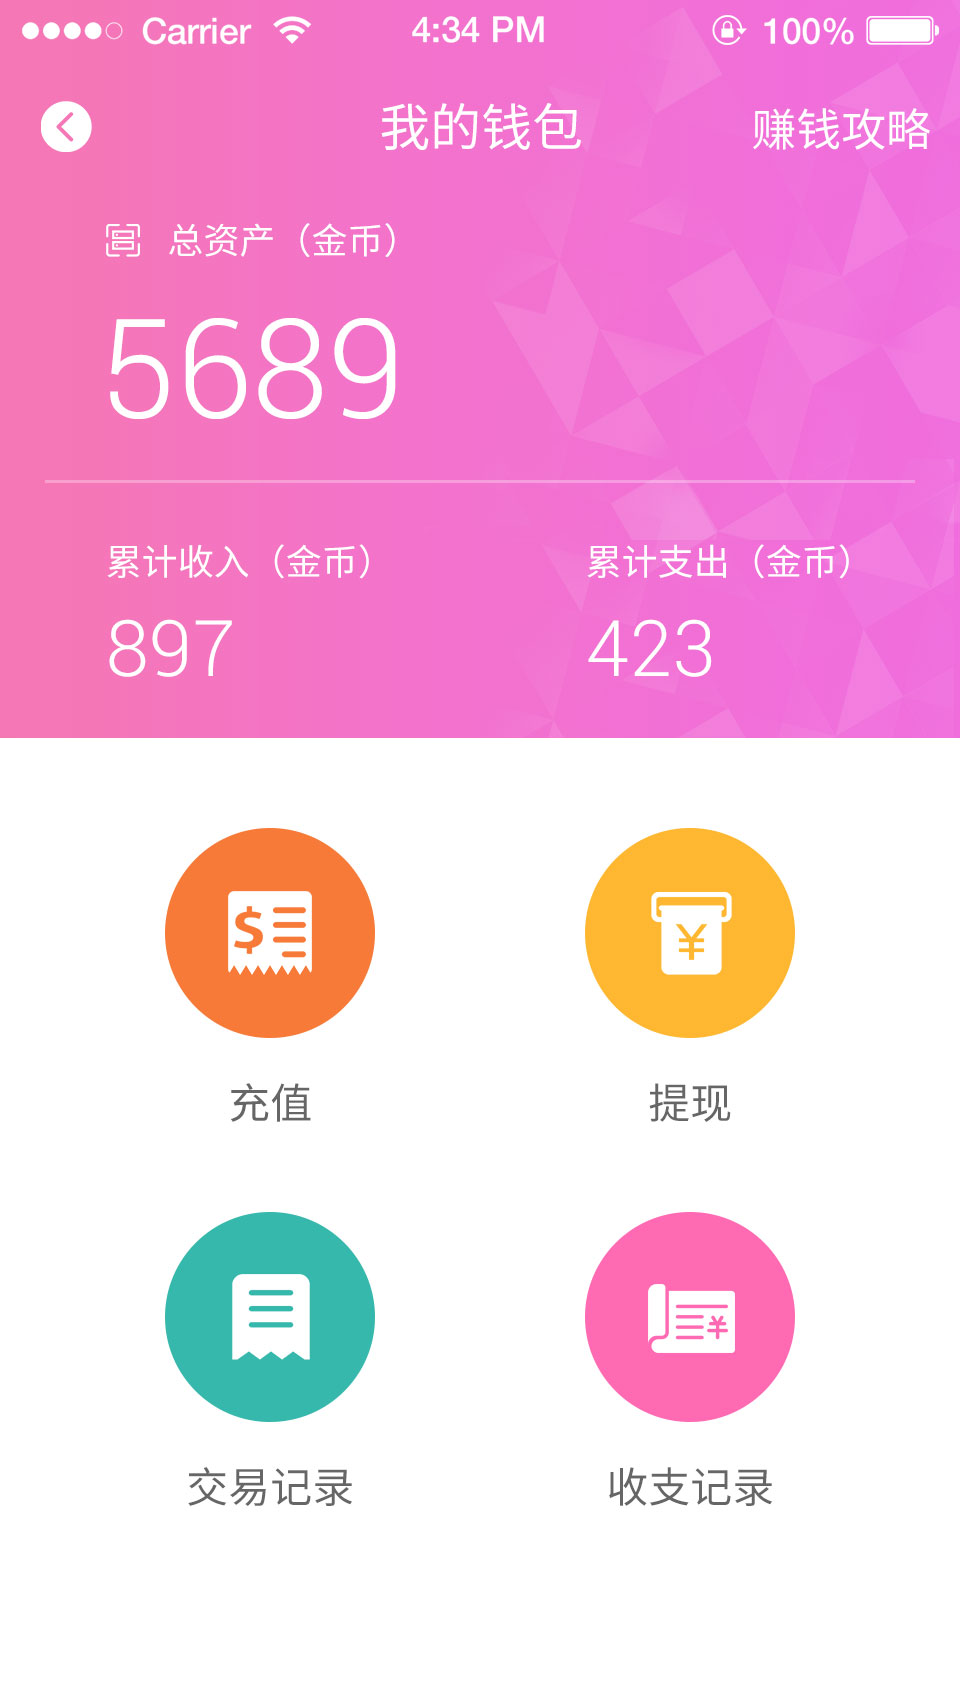 Carrier 4:34 PM 100%
我的钱包 赚钱攻略
总资产（金币）
5689
累计收入（金币） 累计支出（金币）
897 423
$ ¥
充值 提现
¥
交易记录 收支记录